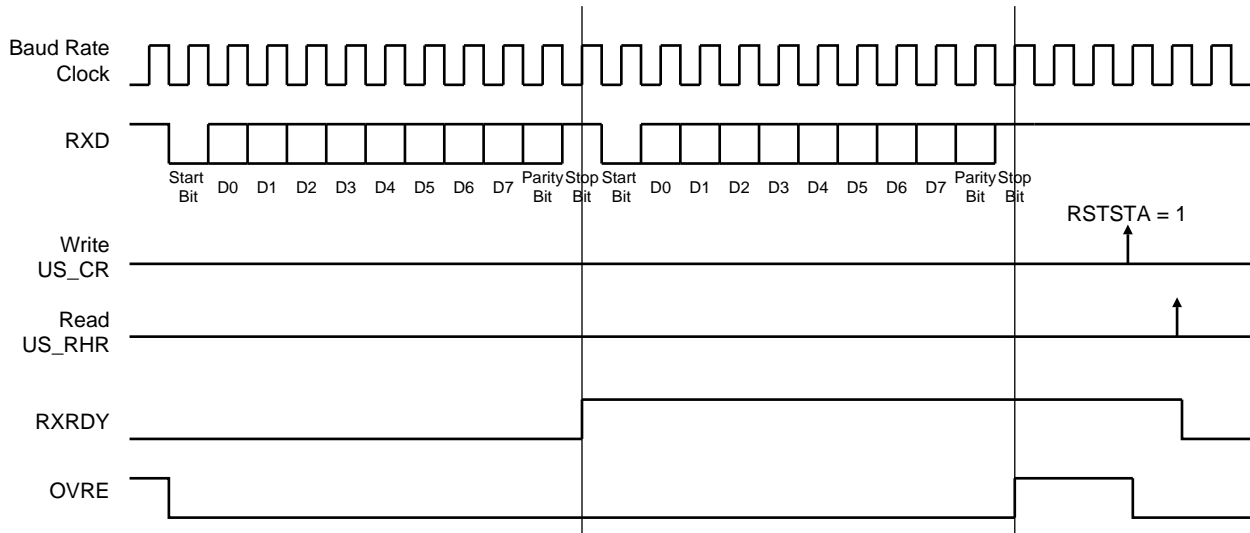 Baud Rate
Clock
RXD
Start
Bit
D0
D1
D2
D3
D4
D5
D6
D7
Parity
Bit
Stop
Bit
Start
Bit
D0
D1
D2
D3
D4
D5
D6
D7
Parity
Bit
Stop
Bit
RSTSTA = 1
Write
US_CR
Read
US_RHR
RXRDY
OVRE